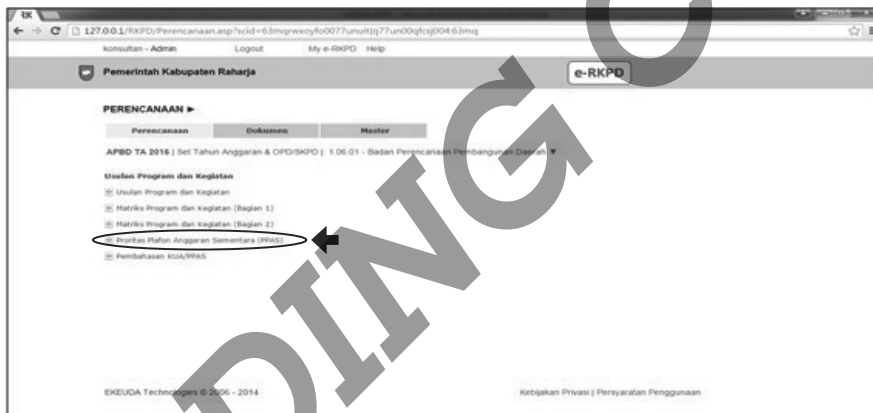 RK
127.0.0.1/RKPD/Perencanaan.asp?scid=
konsultan - Admin Logout My e-RKPD Help
Pemerintah Kabupaten Raharja e-RKPD
PERENCANAAN ►
Perencanaan Dokumen Master
APBD TA 2016 | Set Tahun Anggaran & OPD/SKPD | 1.06.01 - Badan Perencanaan Pembangunan Daerah ▼
Usulan Program dan Kegiatan
Usulan Program dan Kegiatan
Matriks Program dan Kegiatan (Bagian 1)
Matriks Program dan Kegiatan (Bagian 2)
Proritas Plafon Anggaran Sementara (PPAS)
Pembahasan KUA/PPAS
EKEUDA Technologies © 2006 - 2014 Kebijakan Privasi | Persyaratan Penggunaan
DING C